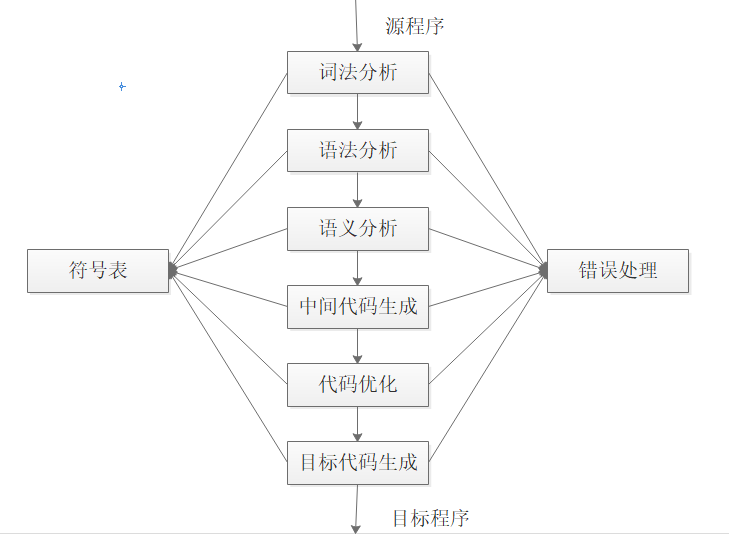 源程序
词法分析
语法分析
语义分析
符号表
错误处理
中间代码生成
代码优化
目标代码生成
目标程序